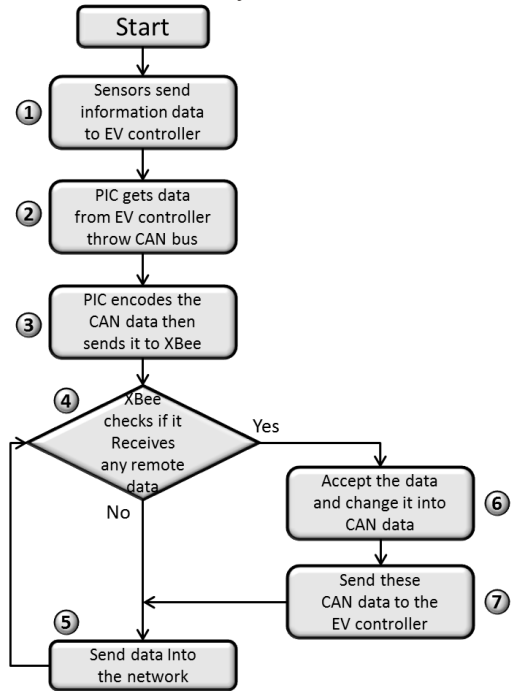 Start
1
Sensors send
information data
to EV controller
2
PIC gets data
from EV controller
throw CAN bus
3
PIC encodes the
CAN data then
sends it to XBee
4
XBee
checks if it
Receives
any remote
data
Yes
No
6
Accept the data
and change it into
CAN data
7
Send these
CAN data to the
EV controller
5
Send data Into
the network